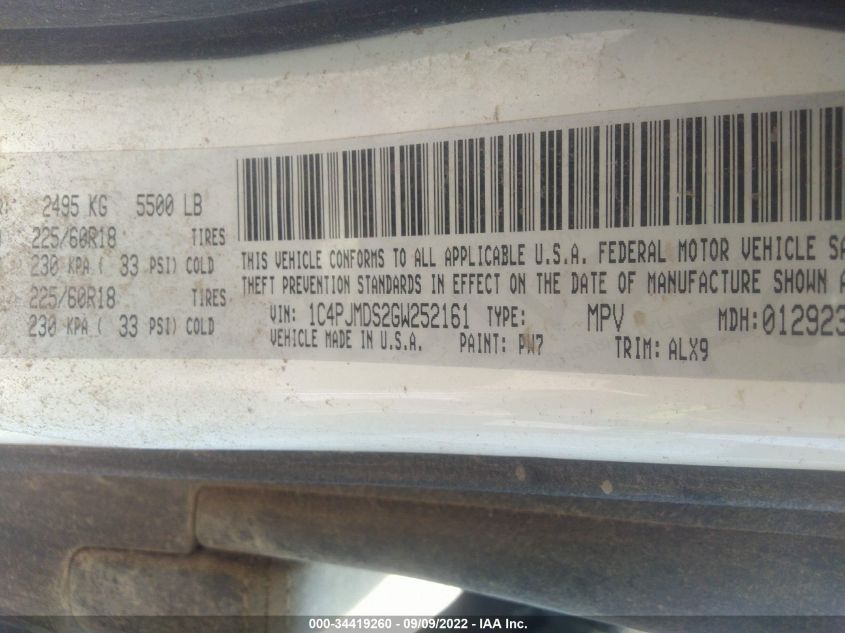 2495 KG 5500 LB
225/60R18 TIRES
230 KPA ( 33 PSI) COLD
225/60R18 TIRES
230 KPA ( 33 PSI) COLD
THIS VEHICLE CONFORMS TO ALL APPLICABLE U.S.A. FEDERAL MOTOR VEHICLE SA
THEFT PREVENTION STANDARDS IN EFFECT ON THE DATE OF MANUFACTURE SHOWN A
VIN: 1C4PJMDS2GW252161 TYPE: MPV MDH:012923
VEHICLE MADE IN U.S.A. PAINT: PW7 TRIM: ALX9
000-34419260 - 09/09/2022 - IAA Inc.